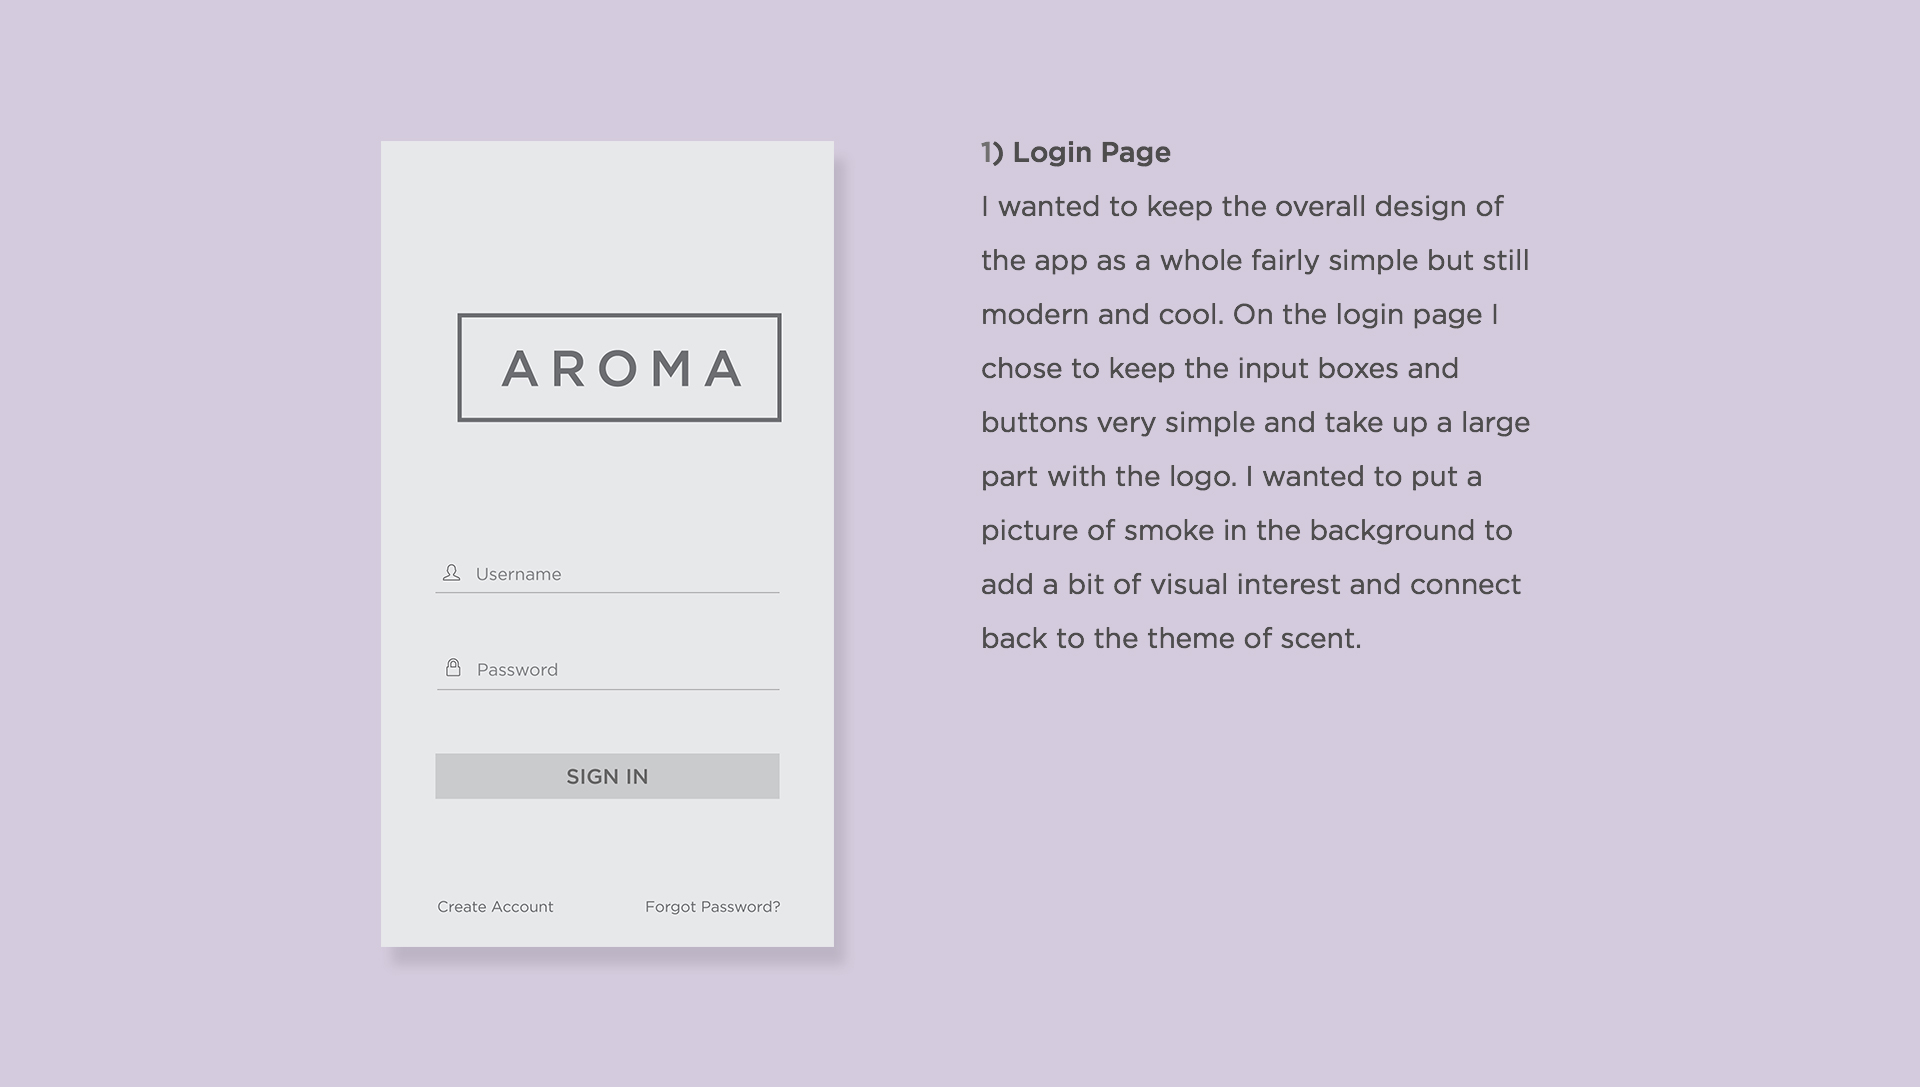 AROMA
Username
Password
SIGN IN
Create Account
Forgot Password?
1) Login Page
I wanted to keep the overall design of
the app as a whole fairly simple but still
modern and cool. On the login page I
chose to keep the input boxes and
buttons very simple and take up a large
part with the logo. I wanted to put a
picture of smoke in the background to
add a bit of visual interest and connect
back to the theme of scent.